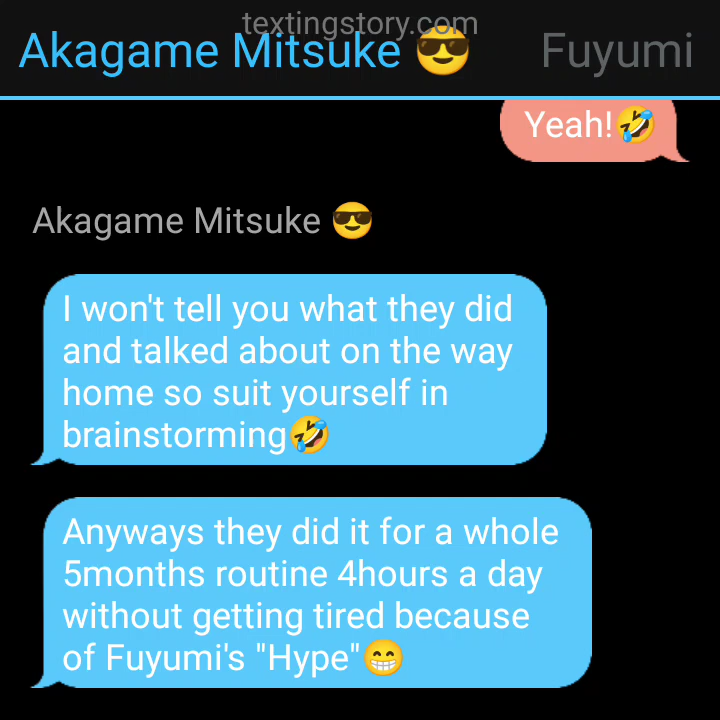 textingstory.com
Akagame Mitsuke 😎 Fuyumi
Yeah!🤣
Akagame Mitsuke 😎
I won't tell you what they did
and talked about on the way
home so suit yourself in
brainstorming🤣
Anyways they did it for a whole
5months routine 4hours a day
without getting tired because
of Fuyumi's "Hype"😁